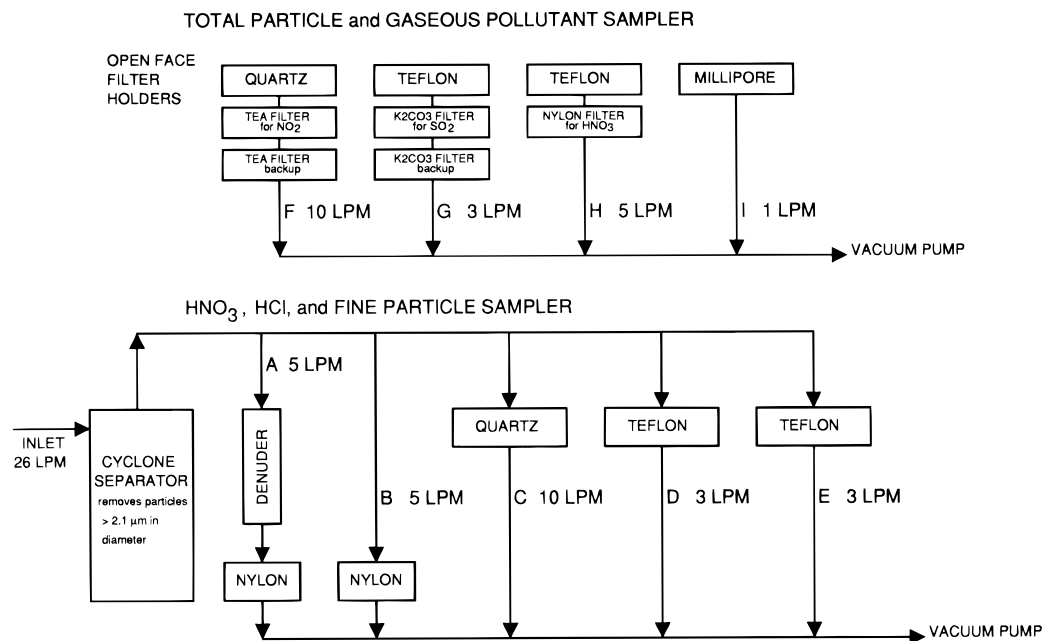 TOTAL PARTICLE and GASEOUS POLLUTANT SAMPLER
OPEN FACE
FILTER
HOLDERS
QUARTZ
TEFLON
TEFLON
MILLIPORE
TEA FILTER
for NO2
K2CO3 FILTER
for SO2
NYLON FILTER
for HNO3
TEA FILTER
backup
K2CO3 FILTER
backup
F 10 LPM
G 3 LPM
H 5 LPM
I 1 LPM
VACUUM PUMP
HNO3, HCl, and FINE PARTICLE SAMPLER
A 5 LPM
INLET
26 LPM
CYCLONE
SEPARATOR
removes particles
> 2.1 µm in
diameter
DENUDER
QUARTZ
TEFLON
TEFLON
B 5 LPM
C 10 LPM
D 3 LPM
E 3 LPM
NYLON
NYLON
VACUUM PUMP